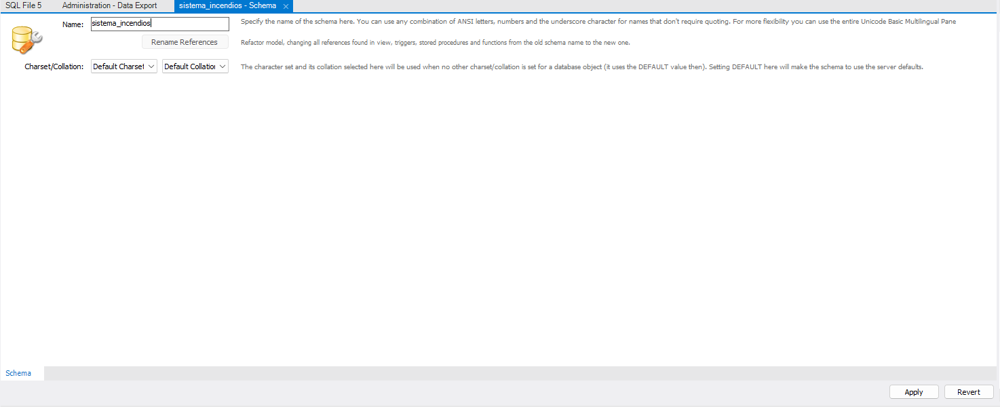 SQL File 5 Administration - Data Export sistema_incendios - Schema
Name: sistema_incendios Specify the name of the schema here. You can use any combination of ANSI letters, numbers and the underscore character for names that don't require quoting. For more flexibility you can use the entire Unicode Basic Multilingual Pane
Rename References Refactor model, changing all references found in view, triggers, stored procedures and functions from the old schema name to the new one.
Charset/Collation: Default Charset Default Collation The character set and its collation selected here will be used when no other charset/collation is set for a database object (it uses the DEFAULT value then). Setting DEFAULT here will make the schema to use the server defaults.
Schema
Apply Revert